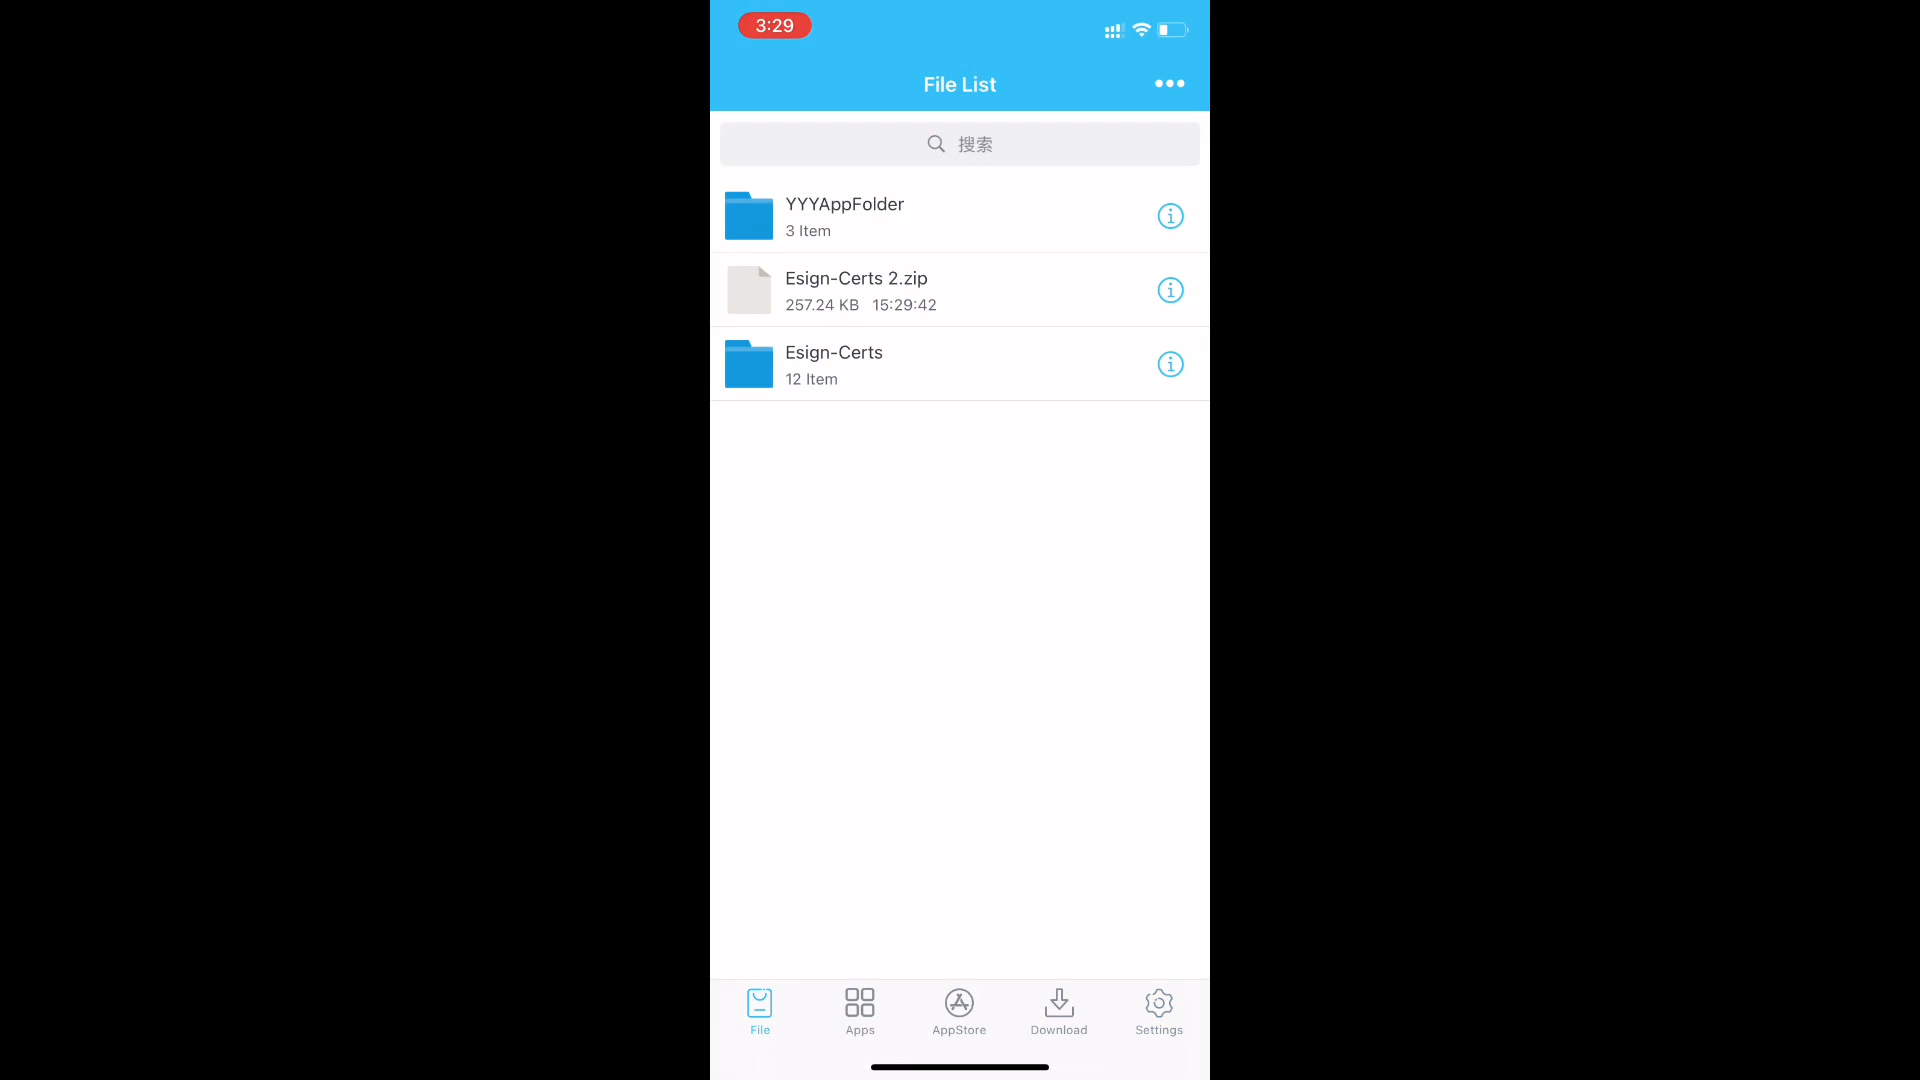 3:29
File List
搜索
YYYAppFolder
3 Item
Esign-Certs 2.zip
257.24 KB 15:29:42
Esign-Certs
12 Item
File
Apps
AppStore
Download
Settings